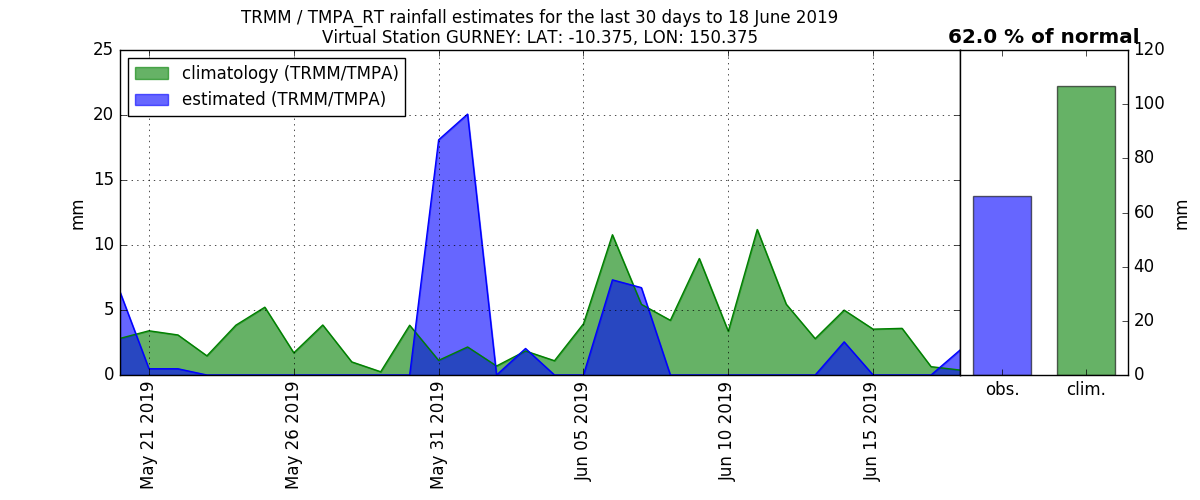 TRMM / TMPA_RT rainfall estimates for the last 30 days to 18 June 2019
Virtual Station GURNEY: LAT: -10.375, LON: 150.375
62.0 % of normal
climatology (TRMM/TMPA)
estimated (TRMM/TMPA)
25
20
15
10
5
0
mm
May 21 2019
May 26 2019
May 31 2019
Jun 05 2019
Jun 10 2019
Jun 15 2019
120
100
80
60
40
20
0
mm
obs.
clim.